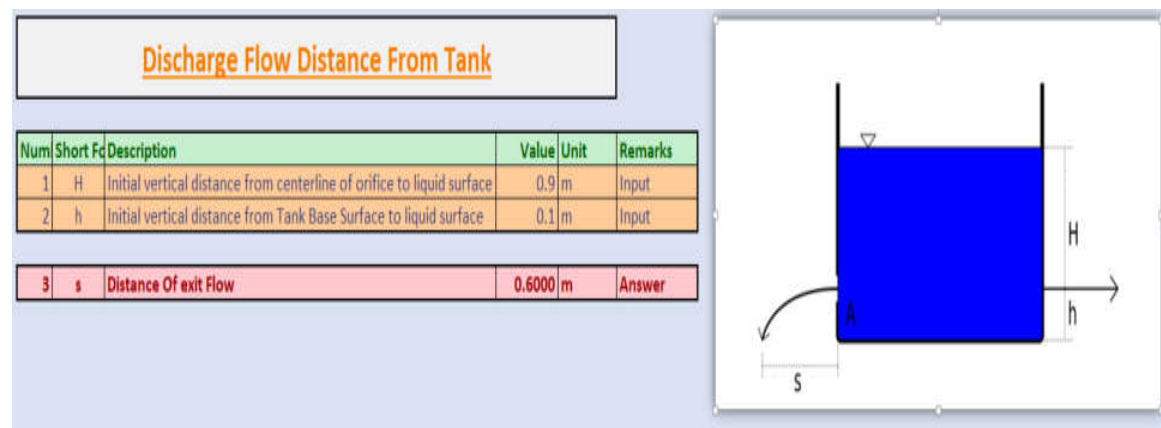 Discharge Flow Distance From Tank
Num Short Fo Description Value Unit Remarks
1 H Initial vertical distance from centerline of orifice to liquid surface 0.9 m Input
2 h Initial vertical distance from Tank Base Surface to liquid surface 0.1 m Input
3 s Distance Of exit Flow 0.6000 m Answer
H
h
A
s